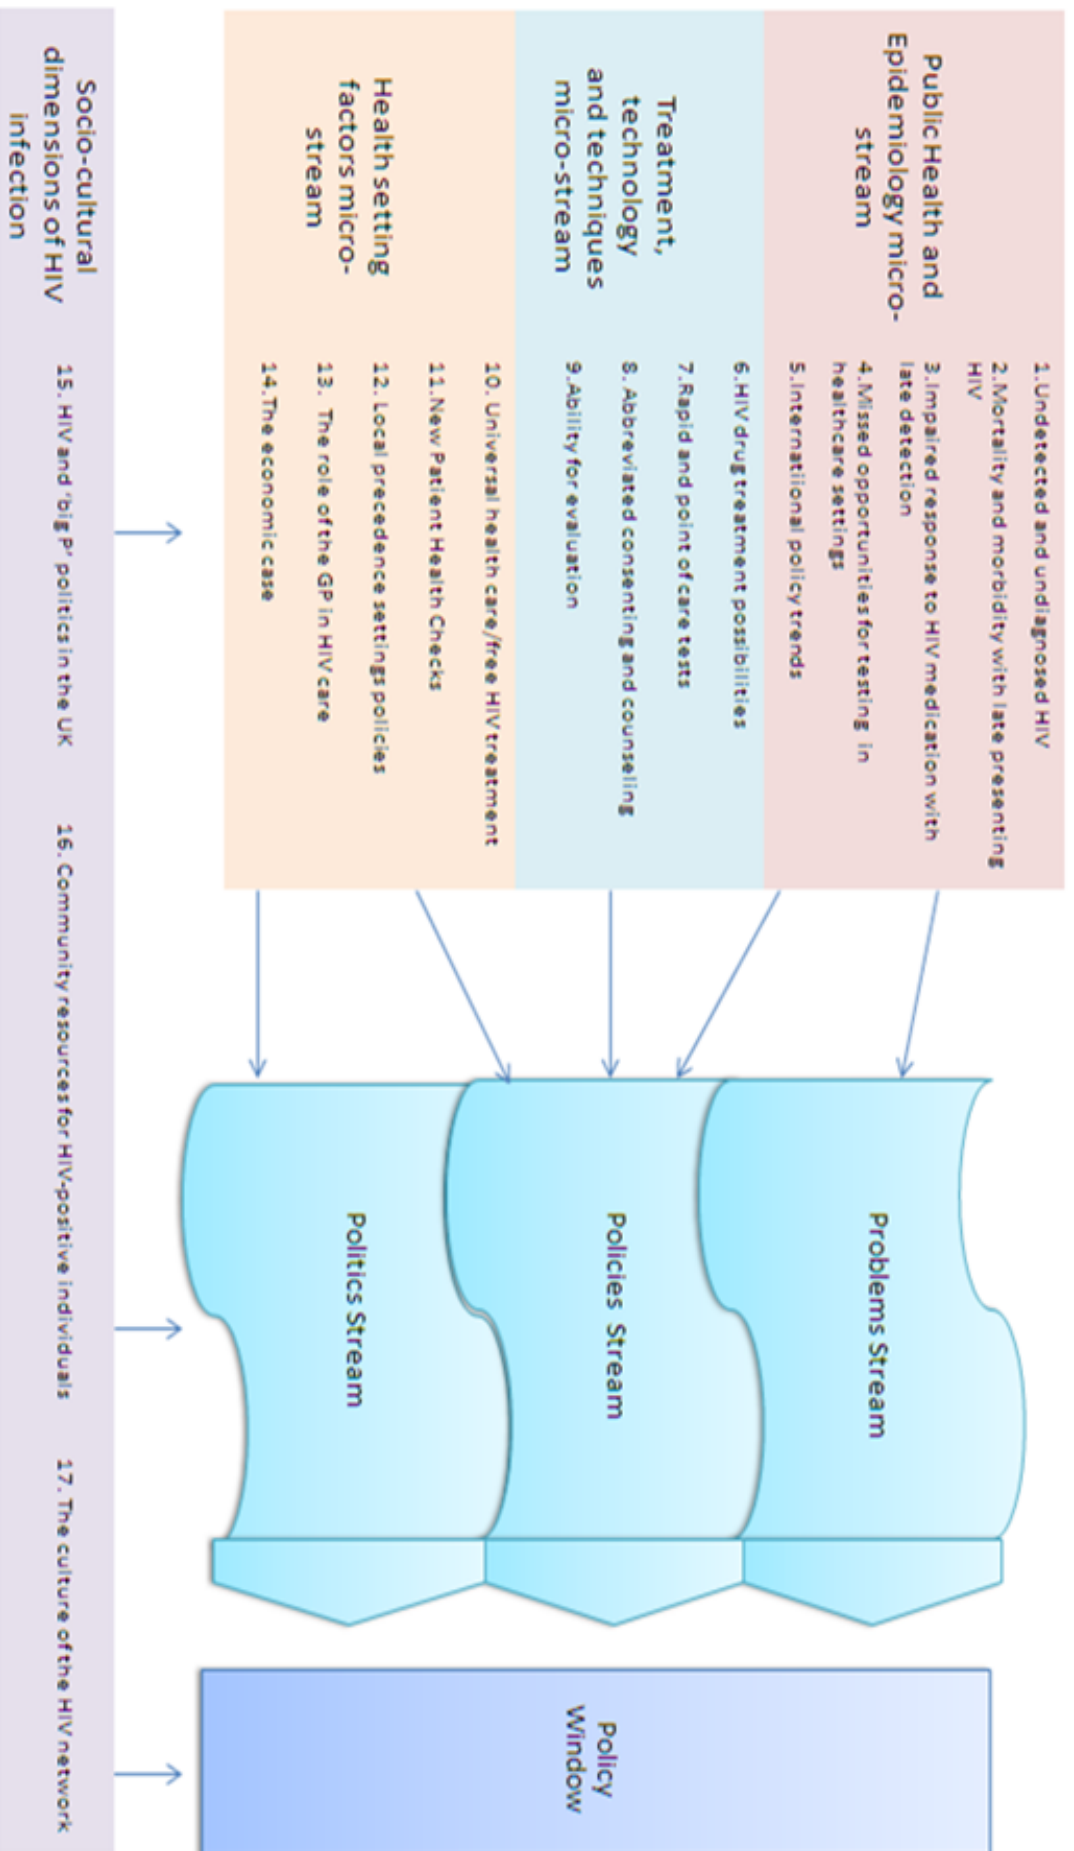 Public Health and
Epidemiology micro-
stream
1.Undetected and undiagnosed HIV
2.Mortality and morbidity with late presenting
HIV
3.Impaired response to HIV medication with
late detection
4.Missed opportunities for testing in
healthcare settings
5.Internatiional policy trends
Treatment,
technology
and techniques
micro-stream
6.HIV drug treatment possibilities
7.Rapid and point of care tests
8. Abbreviated consenting and counseling
9.Ability for evaluation
Health setting
factors micro-
stream
10. Universal health care/free HIV treatment
11.New Patient Health Checks
12. Local precedence settings policies
13. The role of the GP in HIV care
14.The economic case
Problems Stream
Policies Stream
Politics Stream
Policy
Window
Socio-cultural
dimensions of HIV
infection
15. HIV and ‘big P’ politics in the UK
16. Community resources for HIV-positive individuals
17. The culture of the HIV network